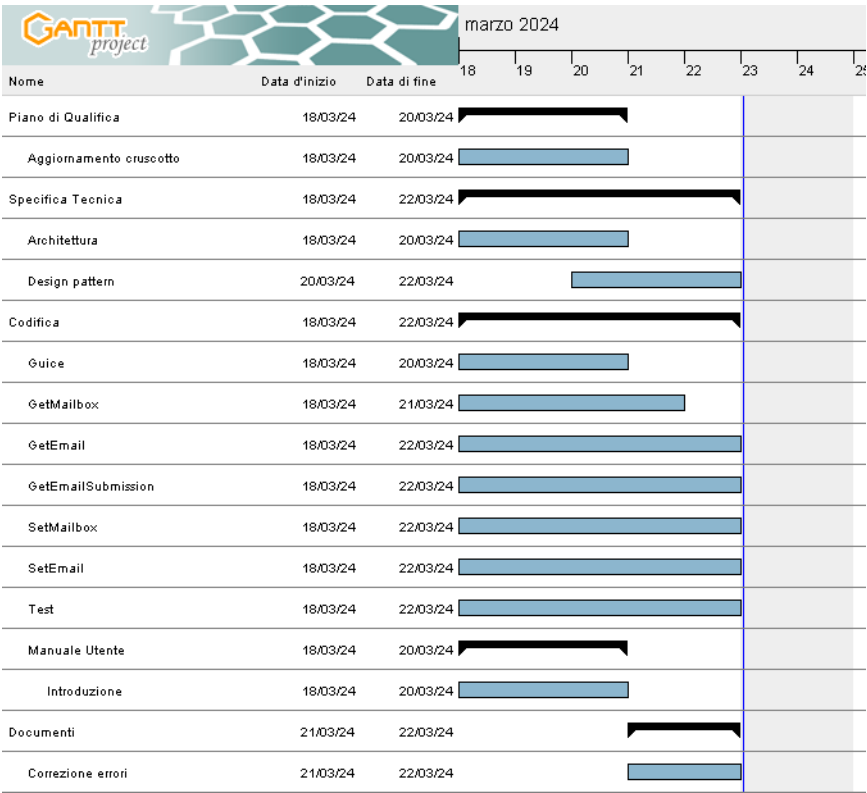 GANTT project
marzo 2024
18 19 20 21 22 23 24 25
Nome Data d'inizio Data di fine
Piano di Qualifica 18/03/24 20/03/24
Aggiornamento cruscotto 18/03/24 20/03/24
Specifica Tecnica 18/03/24 22/03/24
Architettura 18/03/24 20/03/24
Design pattern 20/03/24 22/03/24
Codifica 18/03/24 22/03/24
Guice 18/03/24 20/03/24
GetMailbox 18/03/24 21/03/24
GetEmail 18/03/24 22/03/24
GetEmailSubmission 18/03/24 22/03/24
SetMailbox 18/03/24 22/03/24
SetEmail 18/03/24 22/03/24
Test 18/03/24 22/03/24
Manuale Utente 18/03/24 20/03/24
Introduzione 18/03/24 20/03/24
Documenti 21/03/24 22/03/24
Correzione errori 21/03/24 22/03/24